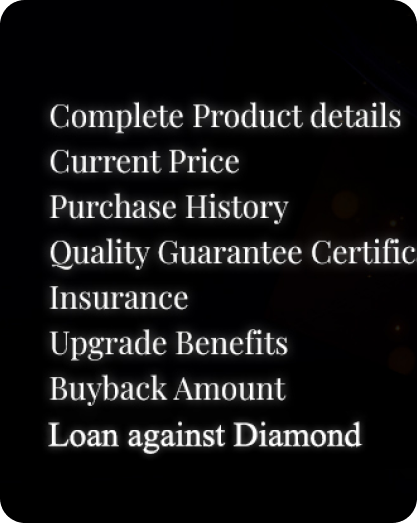 Complete Product details
Current Price
Purchase History
Quality Guarantee Certific
Insurance
Upgrade Benefits
Buyback Amount
Loan against Diamond